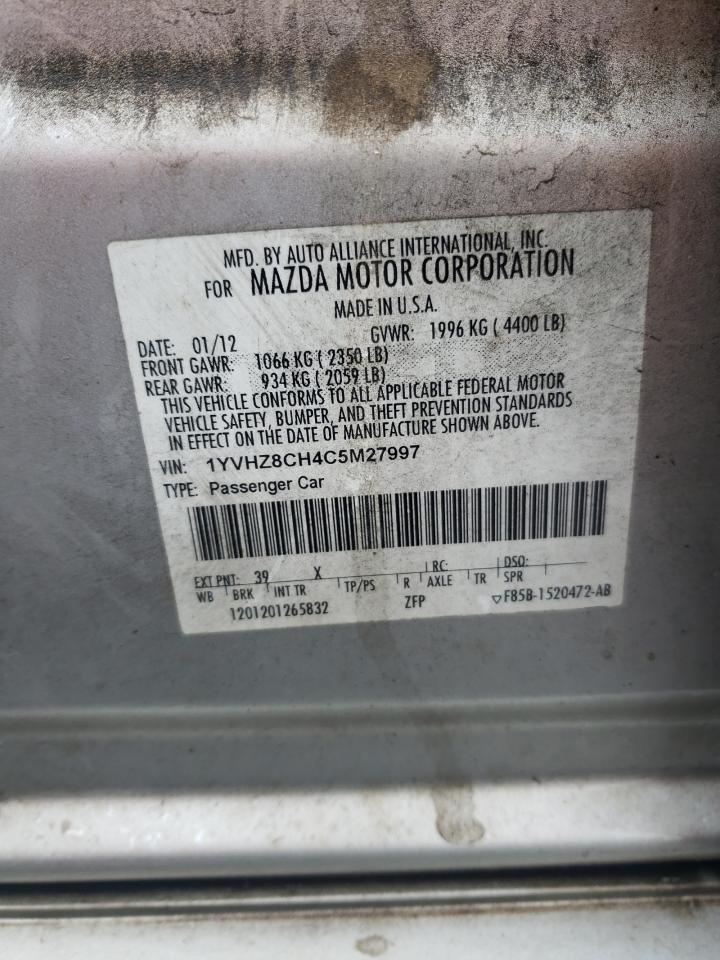 MFD. BY AUTO ALLIANCE INTERNATIONAL, INC.
FOR MAZDA MOTOR CORPORATION
MADE IN U.S.A.
DATE: 01/12 GVWR: 1996 KG ( 4400 LB)
FRONT GAWR: 1066 KG ( 2350 LB)
REAR GAWR: 934 KG ( 2059 LB)
THIS VEHICLE CONFORMS TO ALL APPLICABLE FEDERAL MOTOR
VEHICLE SAFETY, BUMPER, AND THEFT PREVENTION STANDARDS
IN EFFECT ON THE DATE OF MANUFACTURE SHOWN ABOVE.
VIN: 1YVHZ8CH4C5M27997
TYPE: Passenger Car
EXT PNT: 39 X RC: DSO:
WB BRK INT TR TP/PS R AXLE TR SPR
1201201265832 ZFP ▽F85B-1520472-AB